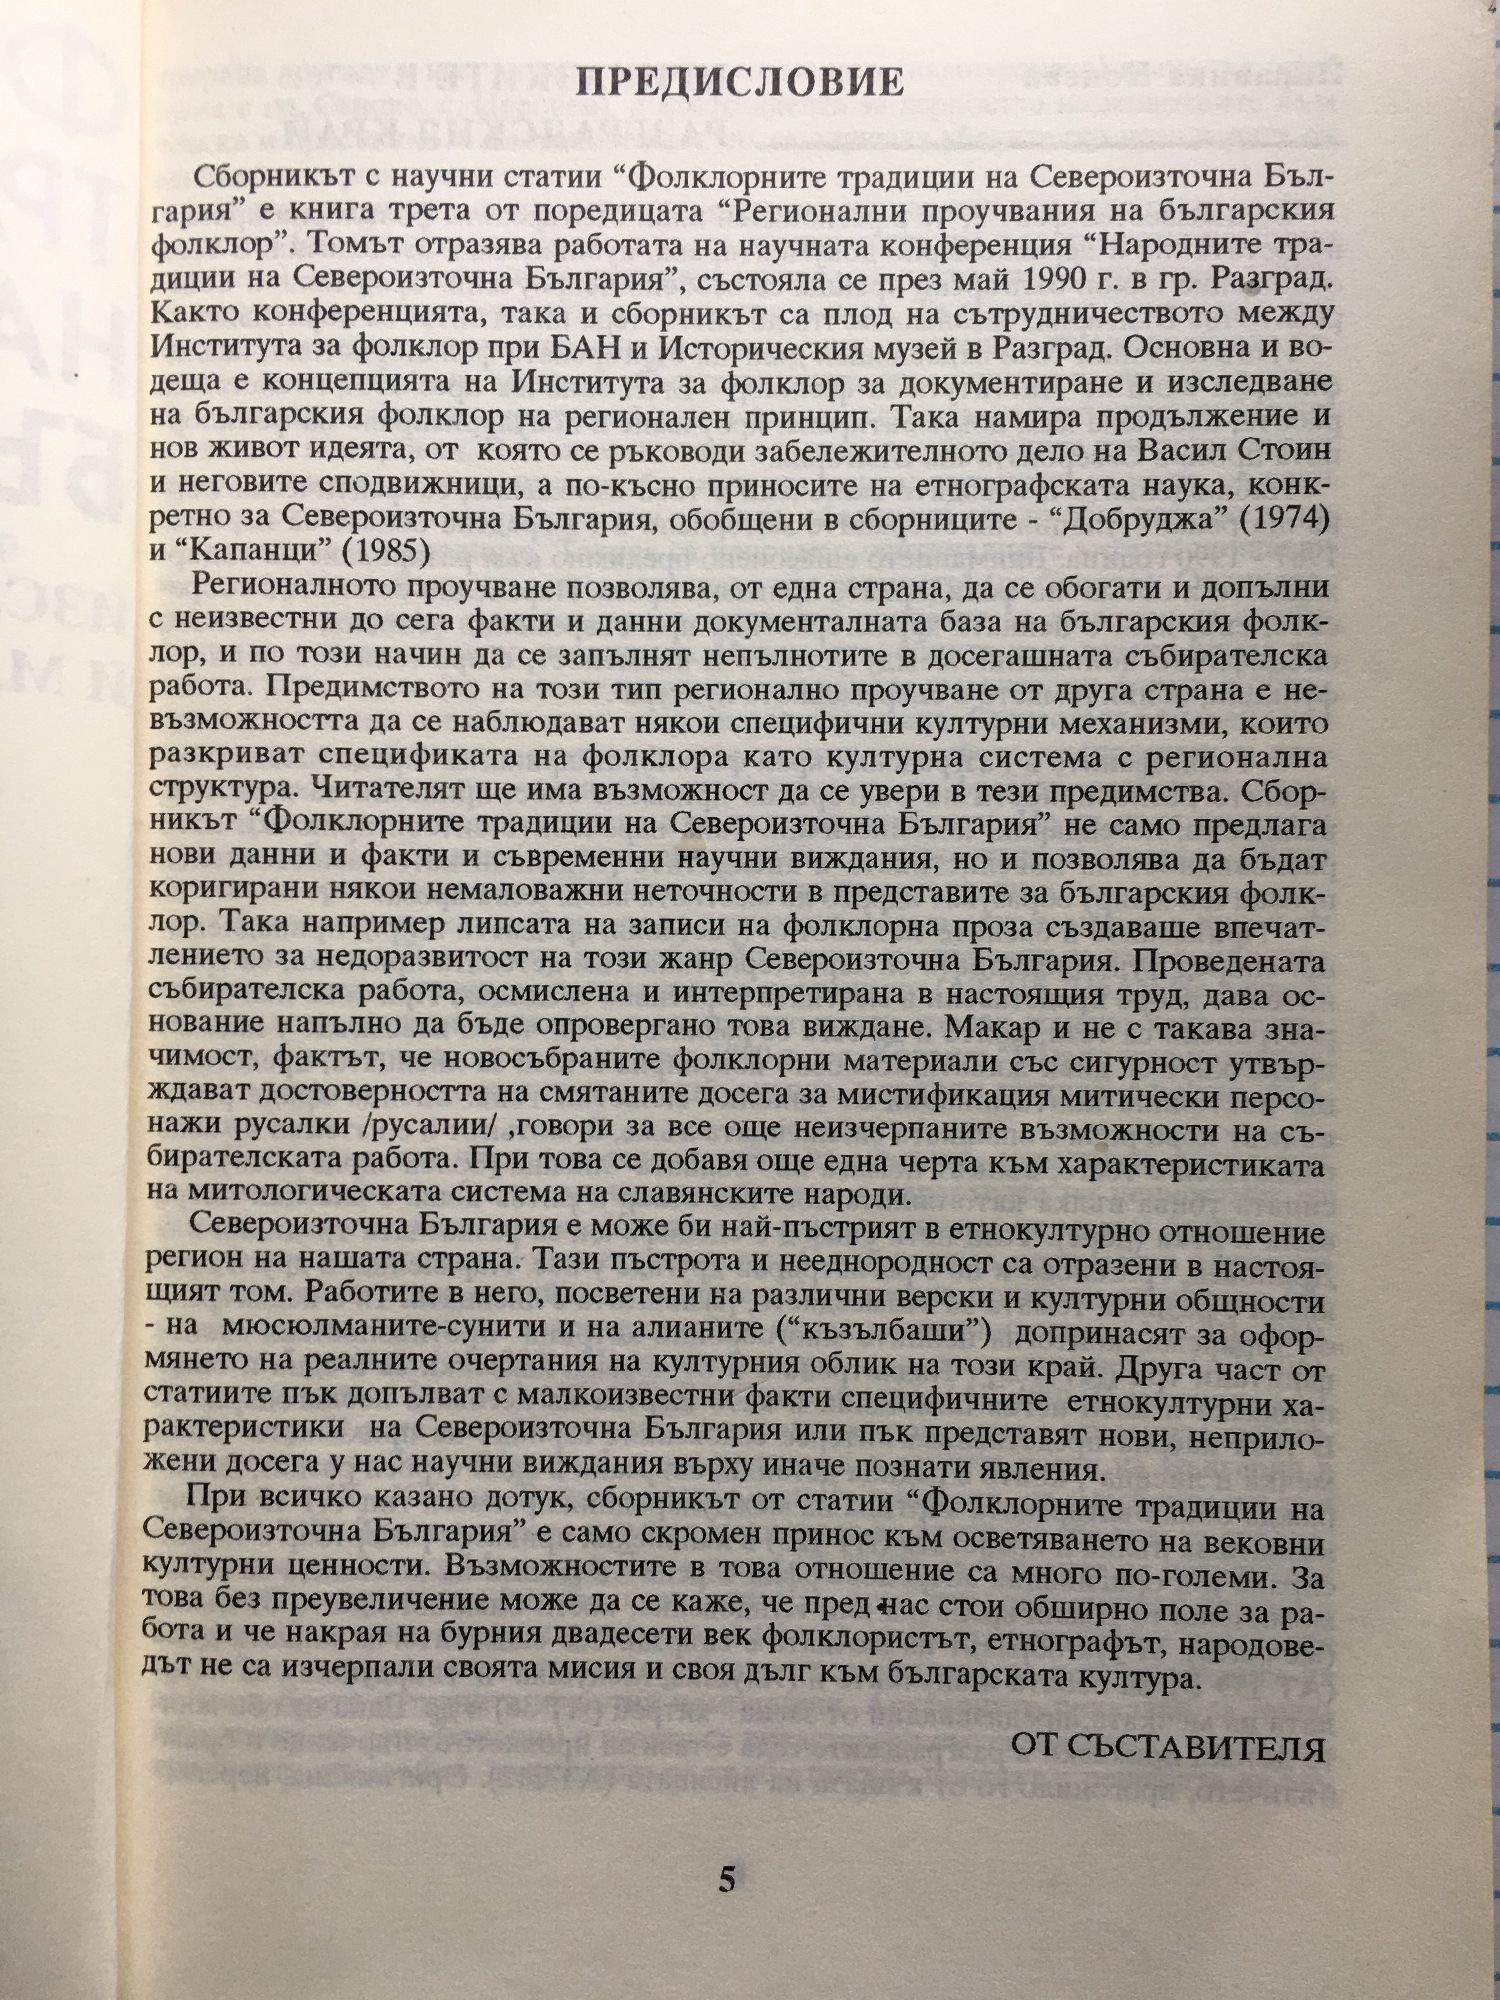 ПРЕДИСЛОВИЕ
Сборникът с научни статии “Фолклорните традиции на Североизточна Бъл-
гария” е книга трета от поредицата “Регионални проучвания на българския
фолклор”. Томът отразява работата на научната конференция “Народните тра-
диции на Североизточна България”, състояла се през май 1990 г. в гр. Разград.
Както конференцията, така и сборникът са плод на сътрудничеството между
Института за фолклор при БАН и Историческия музей в Разград. Основна и во-
деща е концепцията на Института за фолклор за документиране и изследване
на българския фолклор на регионален принцип. Така намира продължение и
нов живот идеята, от която се ръководи забележителното дело на Васил Стоин
и неговите сподвижници, а по-късно приносите на етнографската наука, конк-
ретно за Североизточна България, обобщени в сборниците - “Добруджа” (1974)
и “Капанци” (1985)
Регионалното проучване позволява, от една страна, да се обогати и допълни
с неизвестни до сега факти и данни документалната база на българския фолк-
лор, и по този начин да се запълнят непълнотите в досегашната събирателска
работа. Предимството на този тип регионално проучване от друга страна е не-
възможността да се наблюдават някои специфични културни механизми, които
разкриват спецификата на фолклора като културна система с регионална
структура. Читателят ще има възможност да се увери в тези предимства. Сбор-
никът “Фолклорните традиции на Североизточна България” не само предлага
нови данни и факти и съвременни научни виждания, но и позволява да бъдат
коригирани някои немаловажни неточности в представите за българския фолк-
лор. Така например липсата на записи на фолклорна проза създаваше впечат-
лението за недоразвитост на този жанр Североизточна България. Проведената
събирателска работа, осмислена и интерпретирана в настоящия труд, дава ос-
нование напълно да бъде опровергано това виждане. Макар и не с такава зна-
чимост, фактът, че новосъбраните фолклорни материали със сигурност утвър-
ждават достоверността на смятаните досега за мистификация митически персо-
нажи русалки /русалии/ ,говори за все още неизчерпаните възможности на съ-
бирателската работа. При това се добавя още една черта към характеристиката
на митологическата система на славянските народи.
Североизточна България е може би най-пъстрият в етнокултурно отношение
регион на нашата страна. Тази пъстрота и нееднородност са отразени в настоя-
щият том. Работите в него, посветени на различни верски и културни общности
- на мюсюлманите-сунити и на алианите (“къзълбаши”) допринасят за офор-
мянето на реалните очертания на културния облик на този край. Друга част от
статиите пък допълват с малкоизвестни факти специфичните етнокултурни ха-
рактеристики на Североизточна България или пък представят нови, неприло-
жени досега у нас научни виждания върху иначе познати явления.
При всичко казано дотук, сборникът от статии “Фолклорните традиции на
Североизточна България” е само скромен принос към осветяването на вековни
културни ценности. Възможностите в това отношение са много по-големи. За
това без преувеличение може да се каже, че пред нас стои обширно поле за ра-
бота и че накрая на бурния двадесети век фолклористът, етнографът, народове-
дът не са изчерпали своята мисия и своя дълг към българската култура.
ОТ СЪСТАВИТЕЛЯ
5